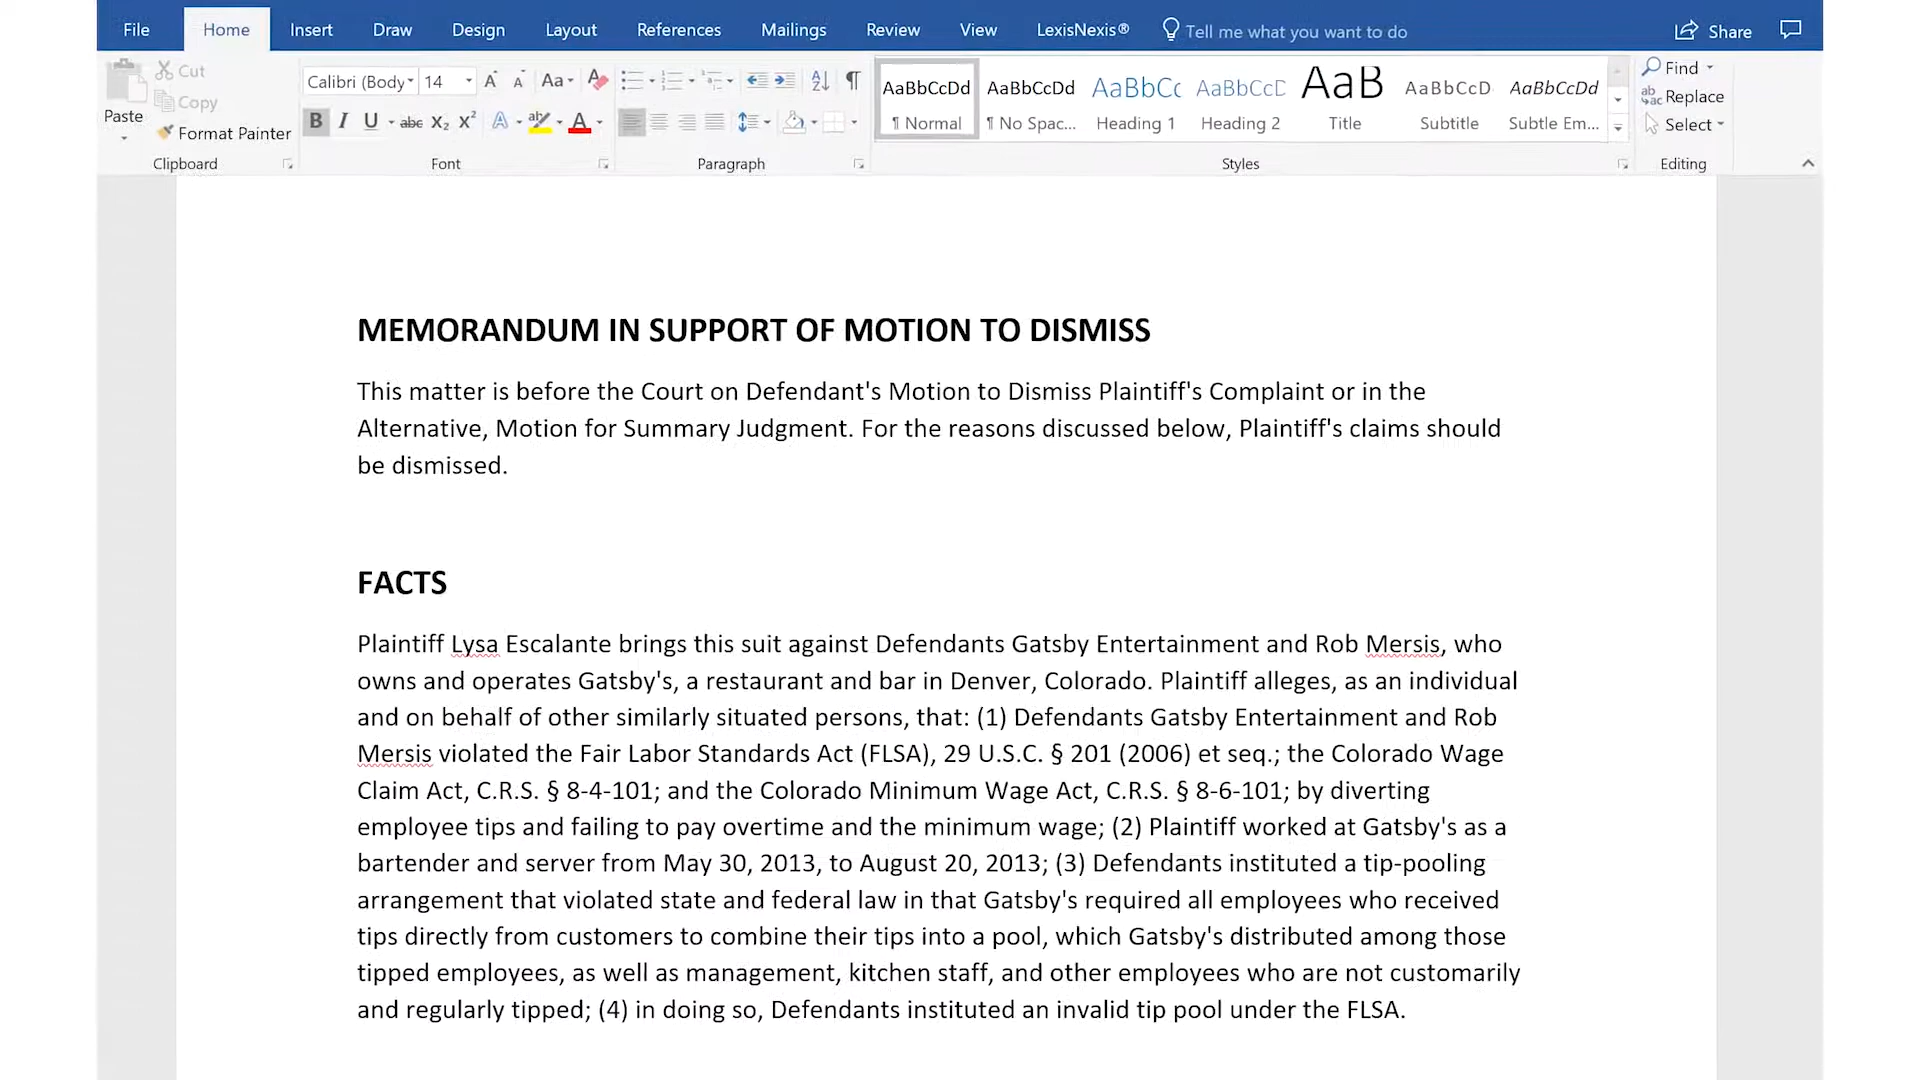 File Home Insert Draw Design Layout References Mailings Review View LexisNexis® Tell me what you want to do Share
Paste Cut Copy Format Painter
Clipboard
Calibri (Body 14 A A Aa A
B I U abc X₂ X² A ab A
Font
A Z ¶
Paragraph
AaBbCcDd AaBbCcDd AaBbCc AaBbCcD AaB AaBbCcD AaBbCcDd
¶ Normal ¶ No Spac... Heading 1 Heading 2 Title Subtitle Subtle Em...
Styles
Find
ab ac Replace
Select
Editing
MEMORANDUM IN SUPPORT OF MOTION TO DISMISS
This matter is before the Court on Defendant's Motion to Dismiss Plaintiff's Complaint or in the
Alternative, Motion for Summary Judgment. For the reasons discussed below, Plaintiff's claims should
be dismissed.
FACTS
Plaintiff Lysa Escalante brings this suit against Defendants Gatsby Entertainment and Rob Mersis, who
owns and operates Gatsby's, a restaurant and bar in Denver, Colorado. Plaintiff alleges, as an individual
and on behalf of other similarly situated persons, that: (1) Defendants Gatsby Entertainment and Rob
Mersis violated the Fair Labor Standards Act (FLSA), 29 U.S.C. § 201 (2006) et seq.; the Colorado Wage
Claim Act, C.R.S. § 8-4-101; and the Colorado Minimum Wage Act, C.R.S. § 8-6-101; by diverting
employee tips and failing to pay overtime and the minimum wage; (2) Plaintiff worked at Gatsby's as a
bartender and server from May 30, 2013, to August 20, 2013; (3) Defendants instituted a tip-pooling
arrangement that violated state and federal law in that Gatsby's required all employees who received
tips directly from customers to combine their tips into a pool, which Gatsby's distributed among those
tipped employees, as well as management, kitchen staff, and other employees who are not customarily
and regularly tipped; (4) in doing so, Defendants instituted an invalid tip pool under the FLSA.